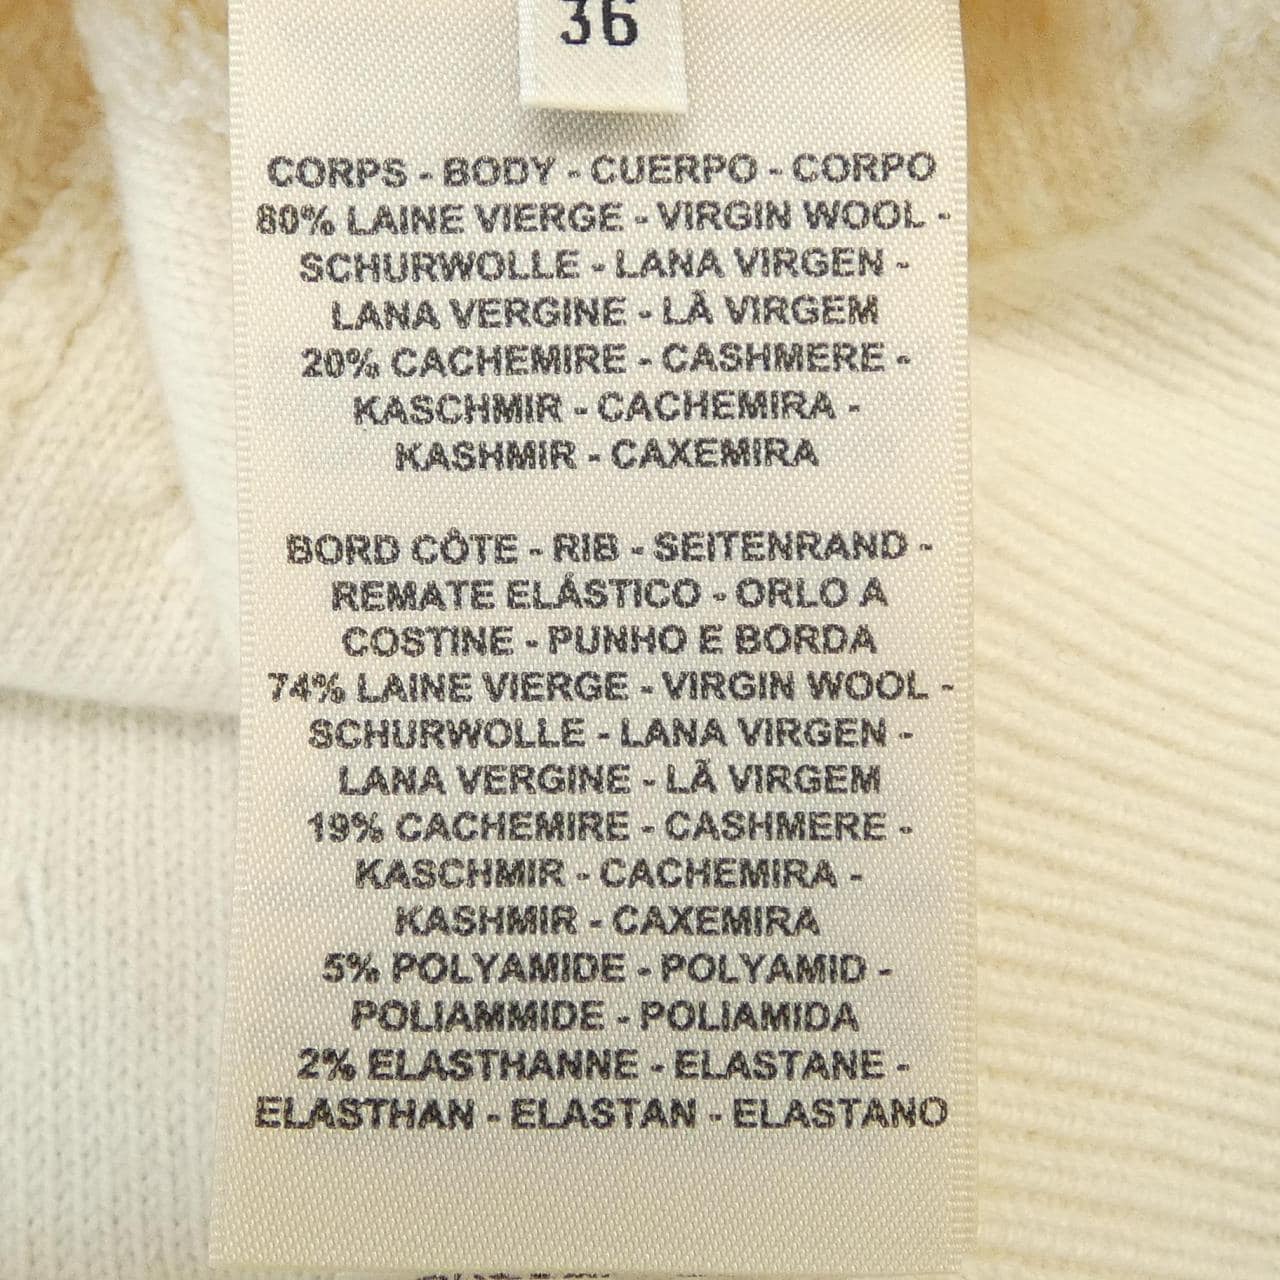 36
CORPS - BODY - CUERPO - CORPO
80% LAINE VIERGE - VIRGIN WOOL -
SCHURWOLLE - LANA VIRGEN -
LANA VERGINE - LÃ VIRGEM
20% CACHEMIRE - CASHMERE -
KASCHMIR - CACHEMIRA -
KASHMIR - CAXEMIRA
BORD CÔTE - RIB - SEITENRAND -
REMATE ELÁSTICO - ORLO A
COSTINE - PUNHO E BORDA
74% LAINE VIERGE - VIRGIN WOOL -
SCHURWOLLE - LANA VIRGEN -
LANA VERGINE - LÃ VIRGEM
19% CACHEMIRE - CASHMERE -
KASCHMIR - CACHEMIRA -
KASHMIR - CAXEMIRA
5% POLYAMIDE - POLYAMID -
POLIAMMIDE - POLIAMIDA
2% ELASTHANNE - ELASTANE -
ELASTHAN - ELASTAN - ELASTANO